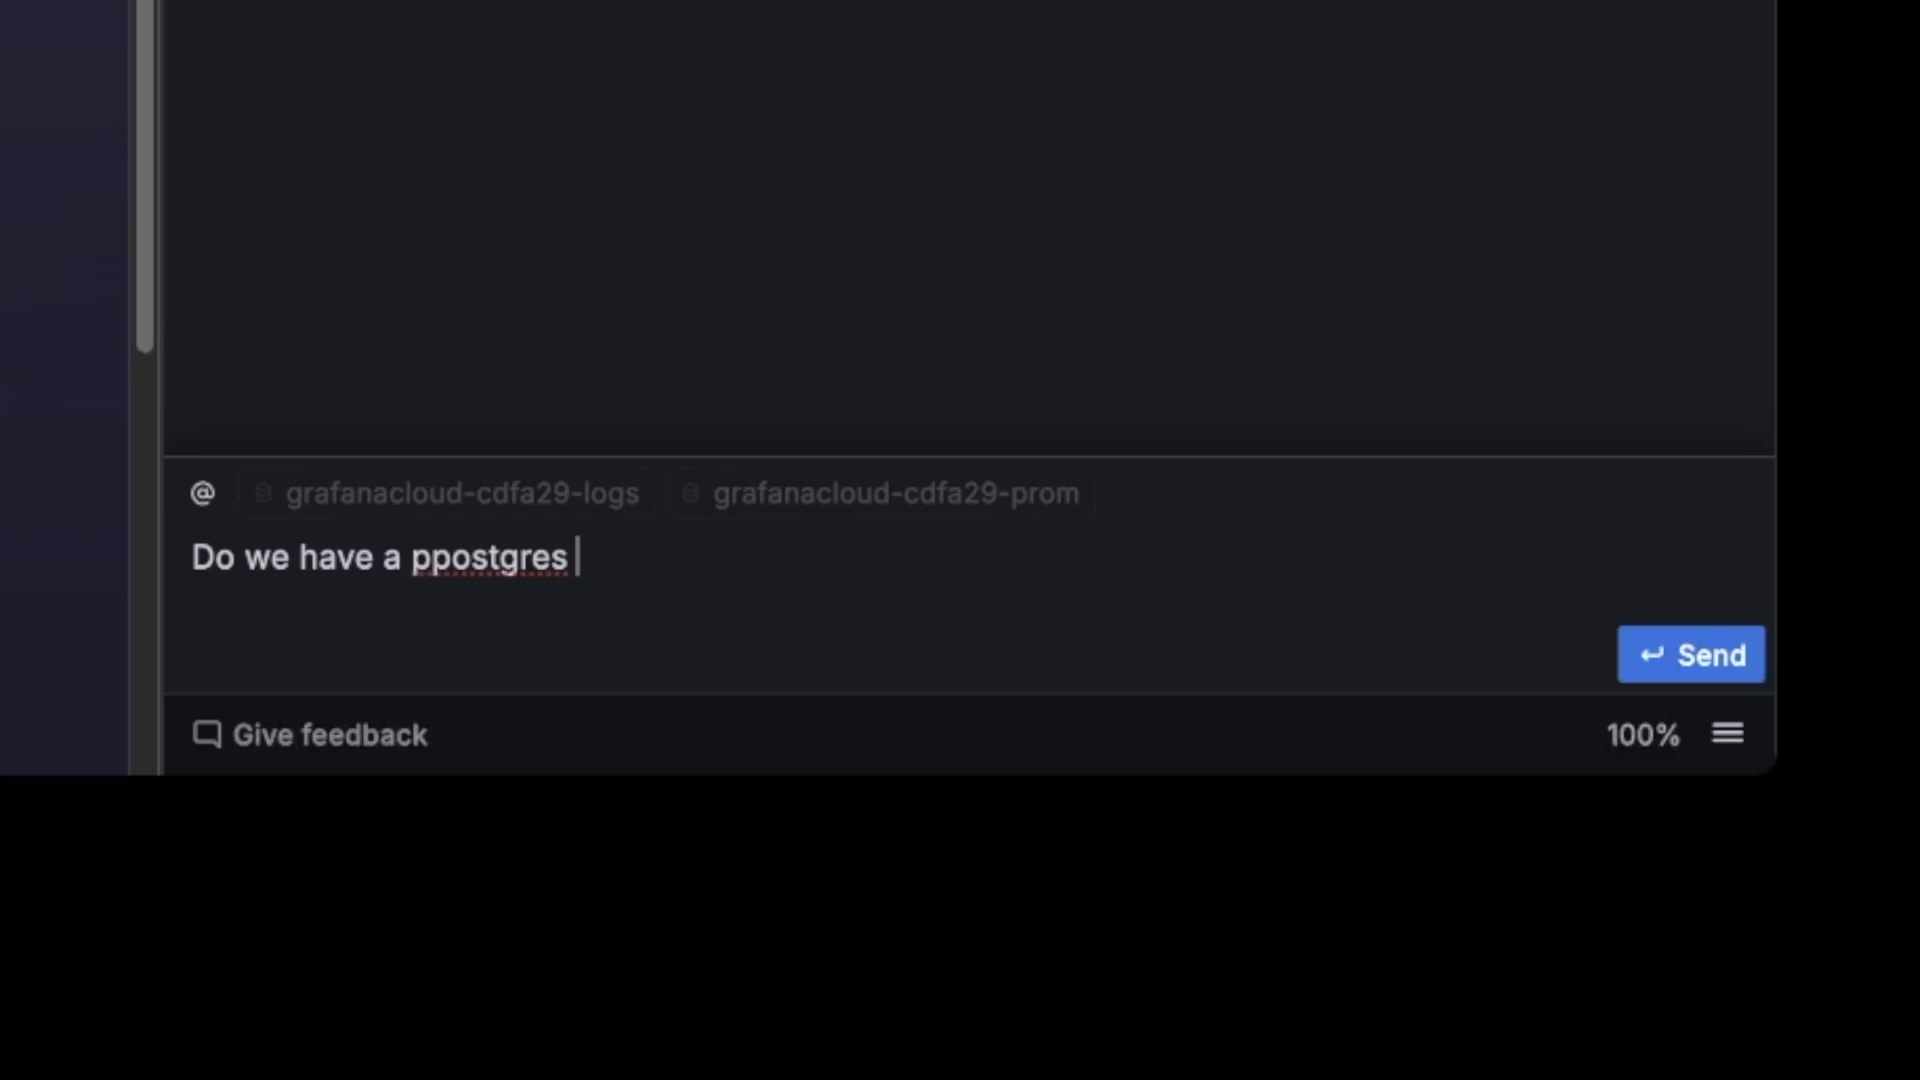 @ grafanacloud-cdfa29-logs grafanacloud-cdfa29-prom
Do we have a ppostgres
Send
Give feedback 100%